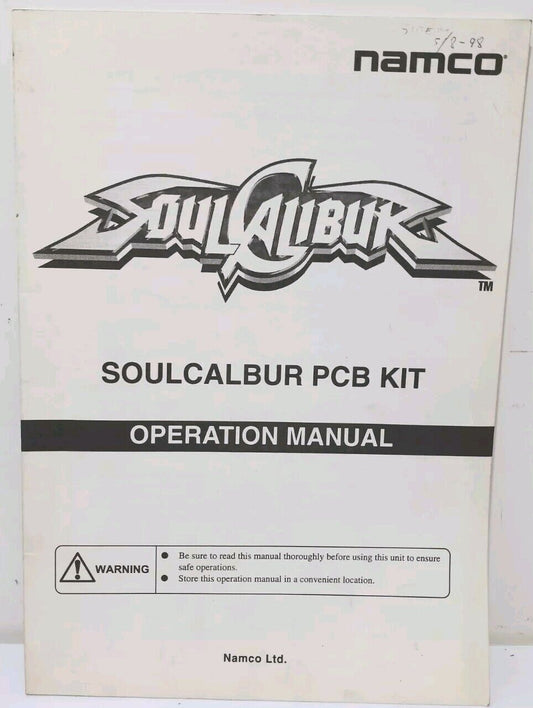 5/8-98
namco
SOULCALIBUR
TM
SOULCALBUR PCB KIT
OPERATION MANUAL
WARNING
● Be sure to read this manual thoroughly before using this unit to ensure
safe operations.
● Store this operation manual in a convenient location.
Namco Ltd.